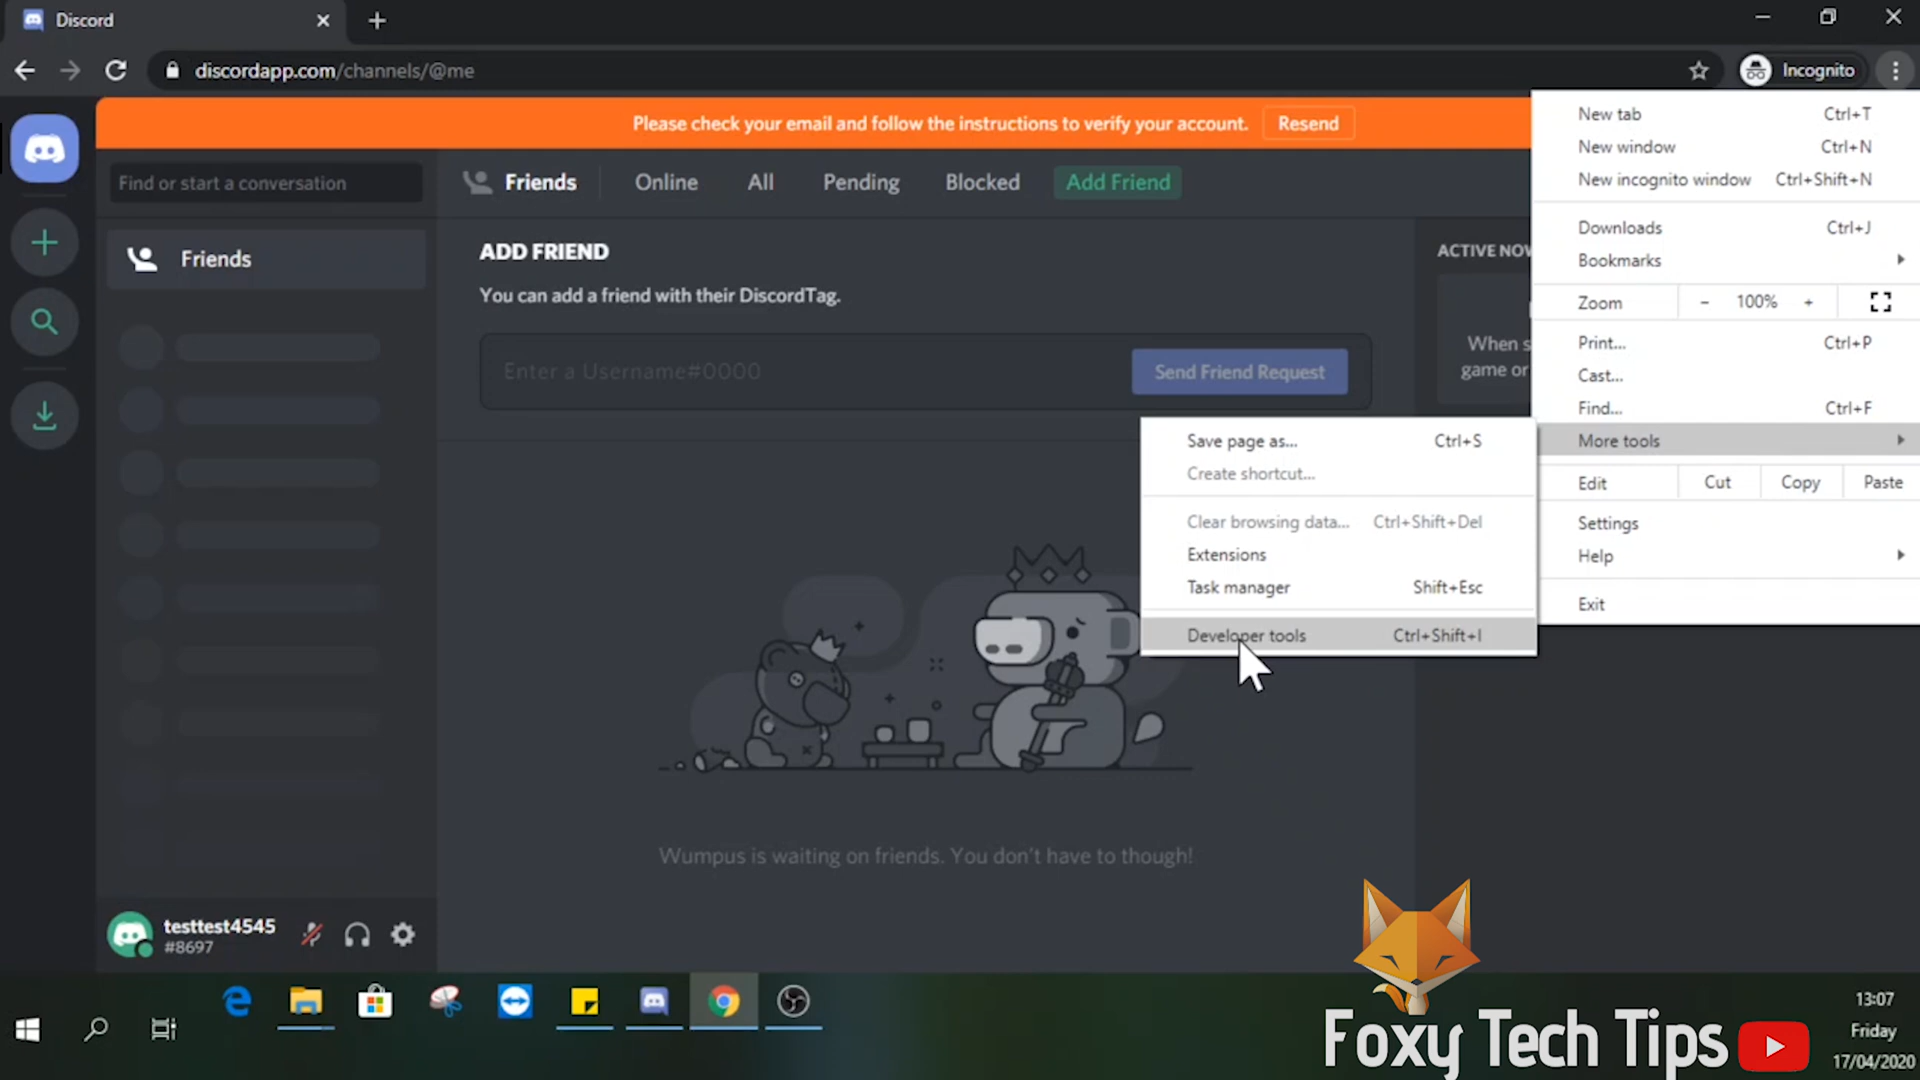 Discord
discordapp.com/channels/@me
Incognito
Please check your email and follow the instructions to verify your account.
Resend
Find or start a conversation
Friends
Online
All
Pending
Blocked
Add Friend
Friends
ADD FRIEND
You can add a friend with their DiscordTag.
Enter a Username#0000
Send Friend Request
ACTIVE NOW
When s
game or
Wumpus is waiting on friends. You don't have to though!
testtest4545
#8697
New tab Ctrl+T
New window Ctrl+N
New incognito window Ctrl+Shift+N
Downloads Ctrl+J
Bookmarks
Zoom - 100% +
Print... Ctrl+P
Cast...
Find... Ctrl+F
More tools
Edit Cut Copy Paste
Settings
Help
Exit
Save page as... Ctrl+S
Create shortcut...
Clear browsing data... Ctrl+Shift+Del
Extensions
Task manager Shift+Esc
Developer tools Ctrl+Shift+I
Foxy Tech Tips
13:07
Friday
17/04/2020